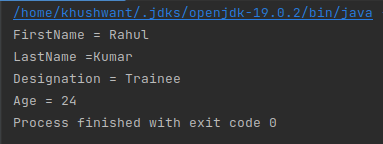 /home/khushwant/.jdks/openjdk-19.0.2/bin/java
FirstName = Rahul
LastName =Kumar
Designation = Trainee
Age = 24
Process finished with exit code 0